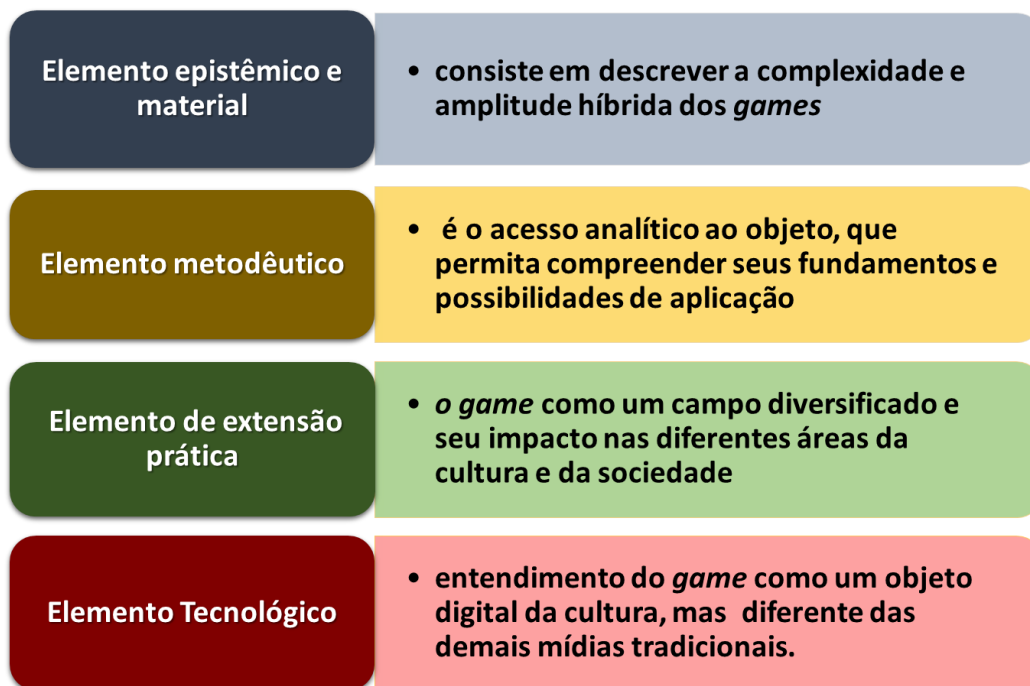 Elemento epistêmico e
material
• consiste em descrever a complexidade e
amplitude híbrida dos games
Elemento metodêutico
• é o acesso analítico ao objeto, que
permita compreender seus fundamentos e
possibilidades de aplicação
Elemento de extensão
prática
• o game como um campo diversificado e
seu impacto nas diferentes áreas da
cultura e da sociedade
Elemento Tecnológico
• entendimento do game como um objeto
digital da cultura, mas diferente das
demais mídias tradicionais.